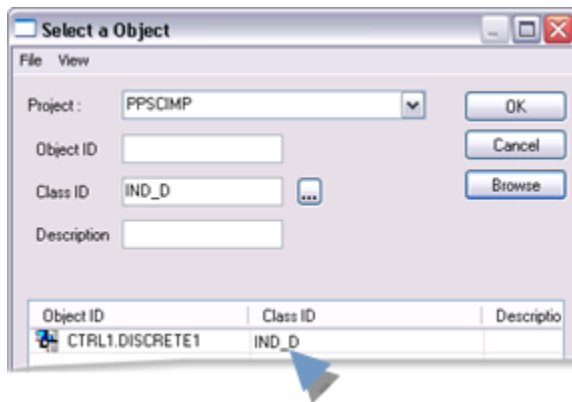 Select a Object
File View
Project : PPSCIMP OK
Object ID Cancel
Class ID IND_D ... Browse
Description
Object ID Class ID Descriptio
CTRL1.DISCRETE1 IND_D